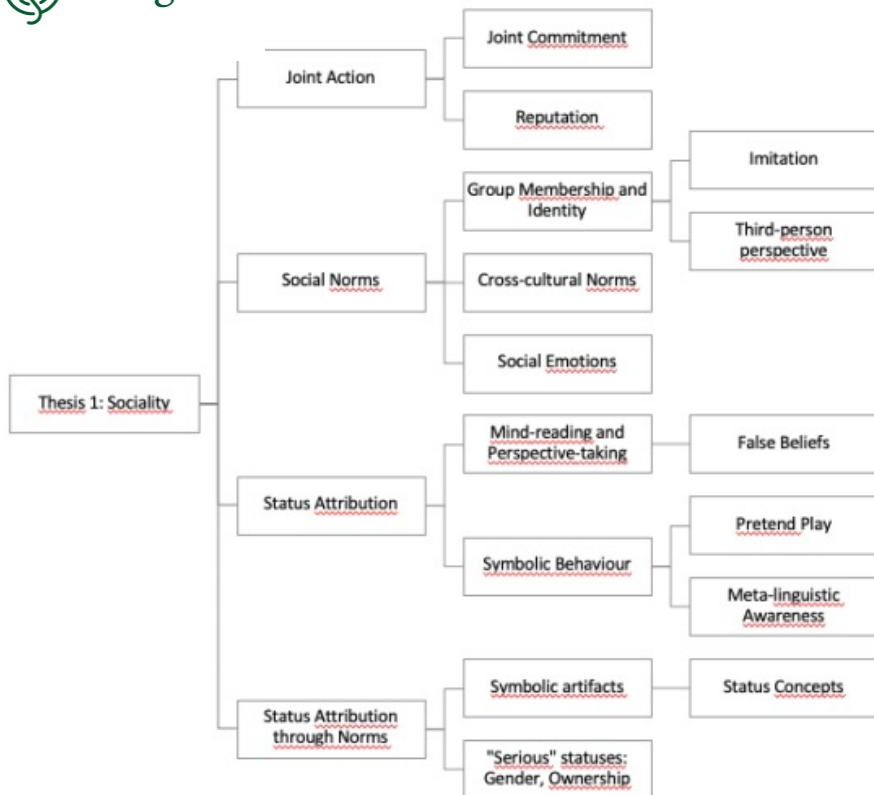 Joint Commitment
Joint Action
Reputation
Imitation
Group Membership and
Identity
Third-person
perspective
Social Norms
Cross-cultural Norms
Social Emotions
Thesis 1: Sociality
Mind-reading and
Perspective-taking
False Beliefs
Status Attribution
Pretend Play
Symbolic Behaviour
Meta-linguistic
Awareness
Symbolic artifacts
Status Concepts
Status Attribution
through Norms
"Serious" statuses:
Gender, Ownership